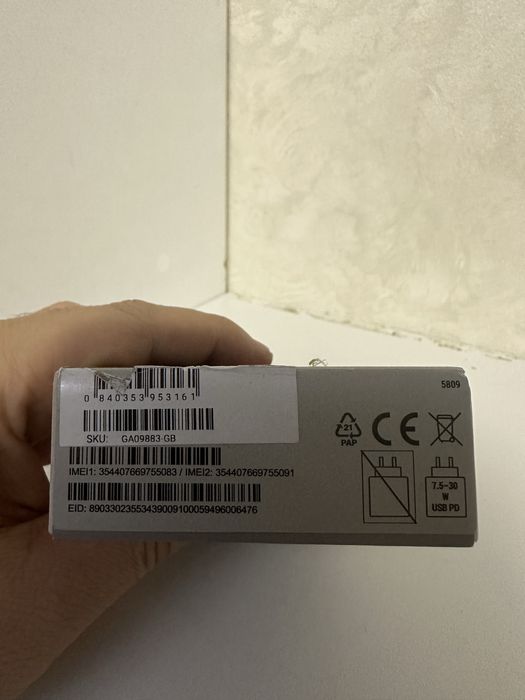 0 840353 953161
5809
SKU: GA09883-GB
21
PAP
CE
IMEI1: 354407669755083 / IMEI2: 354407669755091
7.5-30
W
USB PD
EID: 89033023553439009100059496006476